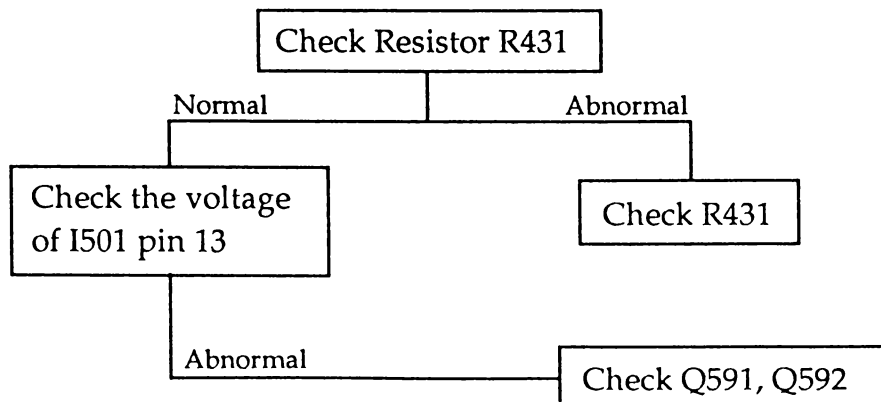 Check Resistor R431
Normal
Abnormal
Check the voltage
of I501 pin 13
Check R431
Abnormal
Check Q591, Q592